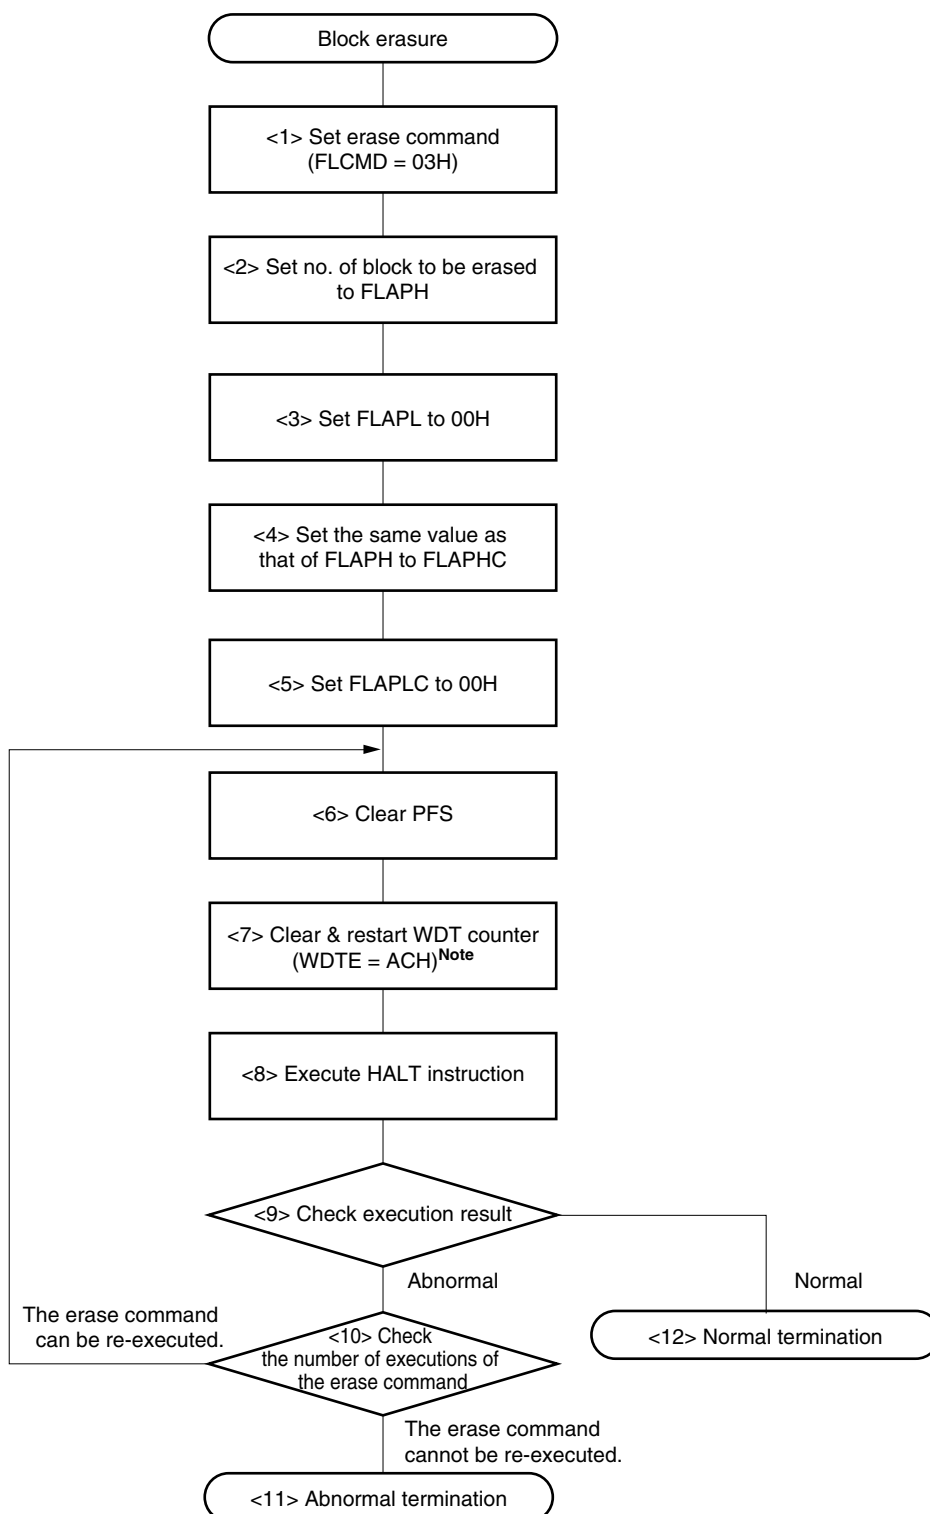 Block erasure
<1> Set erase command
(FLCMD = 03H)
<2> Set no. of block to be erased
to FLAPH
<3> Set FLAPL to 00H
<4> Set the same value as
that of FLAPH to FLAPHC
<5> Set FLAPLC to 00H
<6> Clear PFS
<7> Clear & restart WDT counter
(WDTE = ACH)Note
<8> Execute HALT instruction
<9> Check execution result
Abnormal
Normal
The erase command
can be re-executed.
<10> Check
the number of executions of
the erase command
<12> Normal termination
The erase command
cannot be re-executed.
<11> Abnormal termination